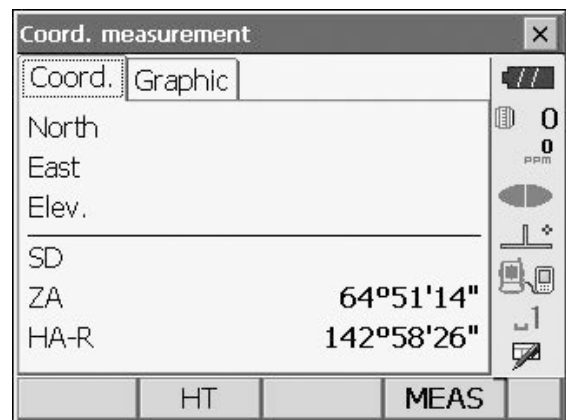 Coord. measurement
Coord. Graphic
North
East
Elev.
SD
ZA 64°51'14"
HA-R 142°58'26"
0
0
PPM
1
HT MEAS